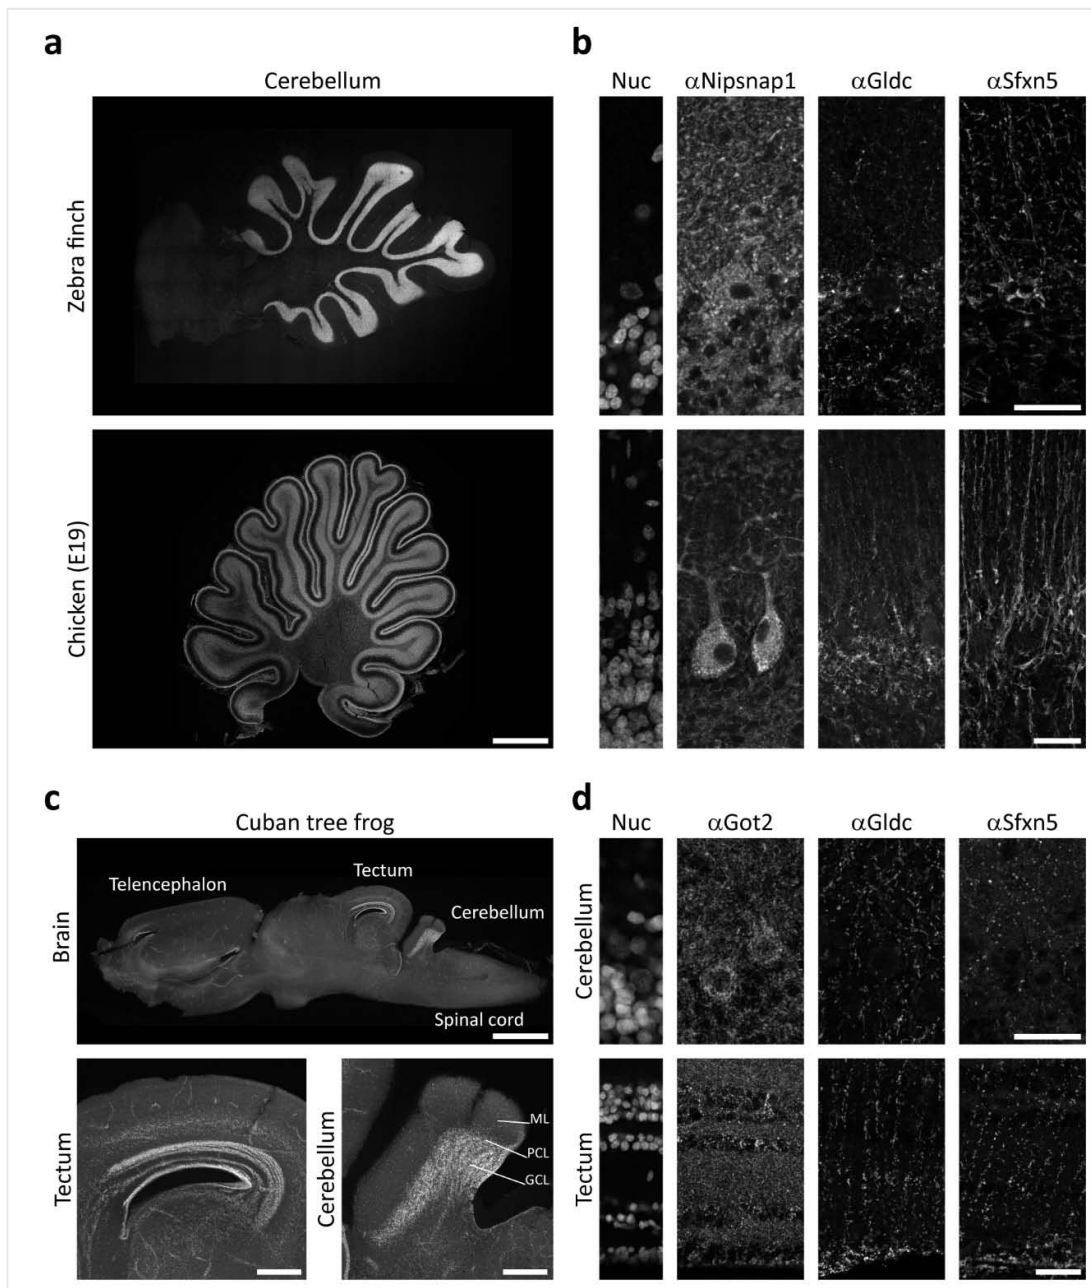 a
Cerebellum
Zebra finch
Chicken (E19)
b
Nuc αNipsnap1 αGldc αSfxn5
c
Cuban tree frog
Brain
Telencephalon
Tectum
Cerebellum
Spinal cord
Tectum
Cerebellum
ML
PCL
GCL
d
Nuc αGot2 αGldc αSfxn5
Cerebellum
Tectum